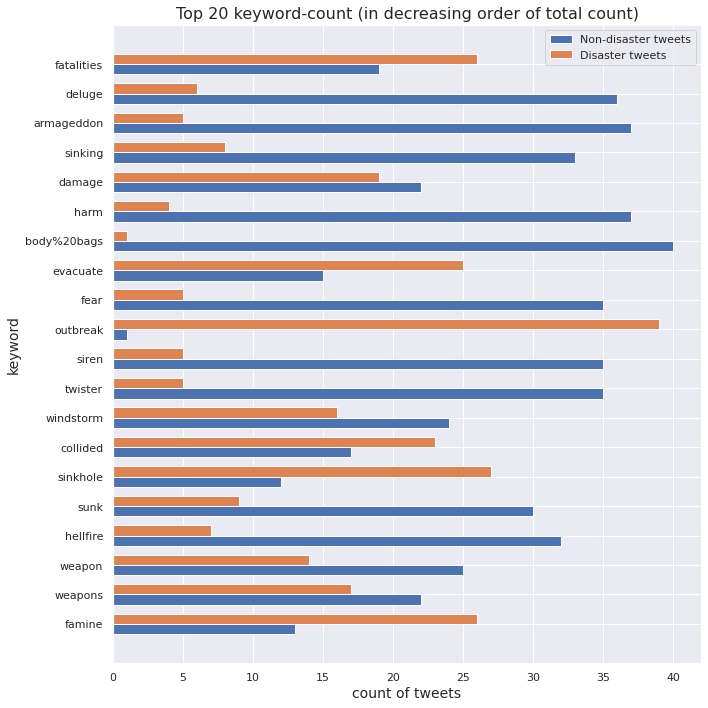 Top 20 keyword-count (in decreasing order of total count)
Non-disaster tweets
Disaster tweets
fatalities
deluge
armageddon
sinking
damage
harm
body%20bags
evacuate
fear
outbreak
siren
twister
windstorm
collided
sinkhole
sunk
hellfire
weapon
weapons
famine
keyword
0 5 10 15 20 25 30 35 40
count of tweets